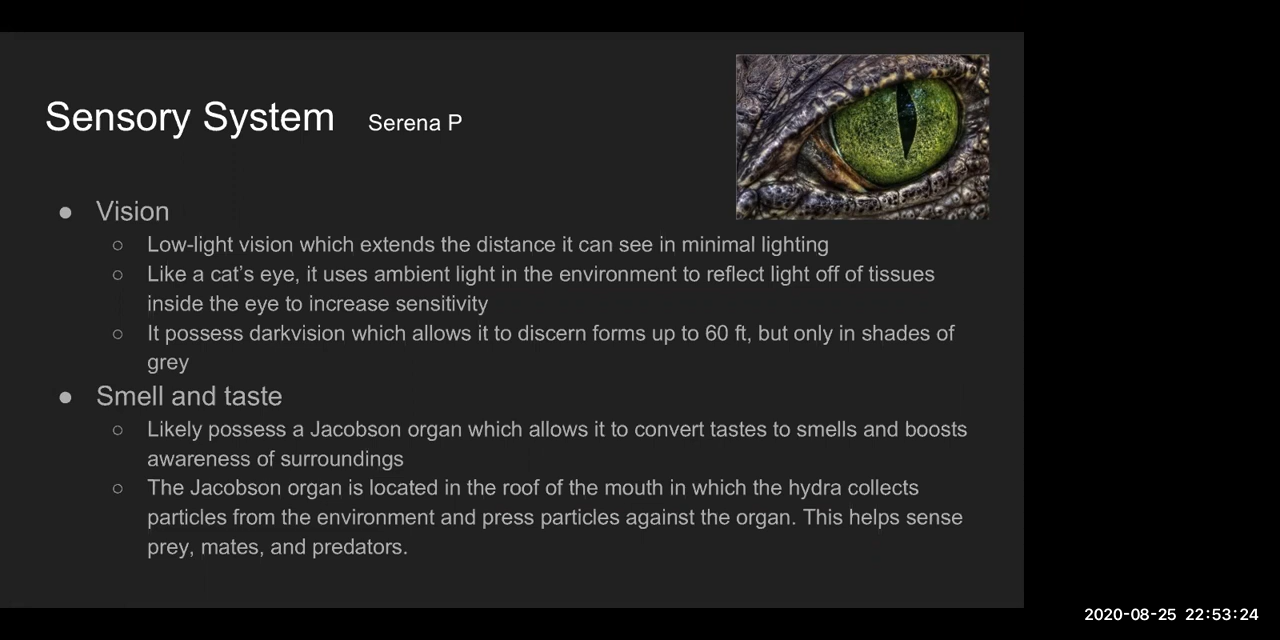 Sensory System Serena P
● Vision
○ Low-light vision which extends the distance it can see in minimal lighting
○ Like a cat’s eye, it uses ambient light in the environment to reflect light off of tissues
inside the eye to increase sensitivity
○ It possess darkvision which allows it to discern forms up to 60 ft, but only in shades of
grey
● Smell and taste
○ Likely possess a Jacobson organ which allows it to convert tastes to smells and boosts
awareness of surroundings
○ The Jacobson organ is located in the roof of the mouth in which the hydra collects
particles from the environment and press particles against the organ. This helps sense
prey, mates, and predators.
2020-08-25 22:53:24